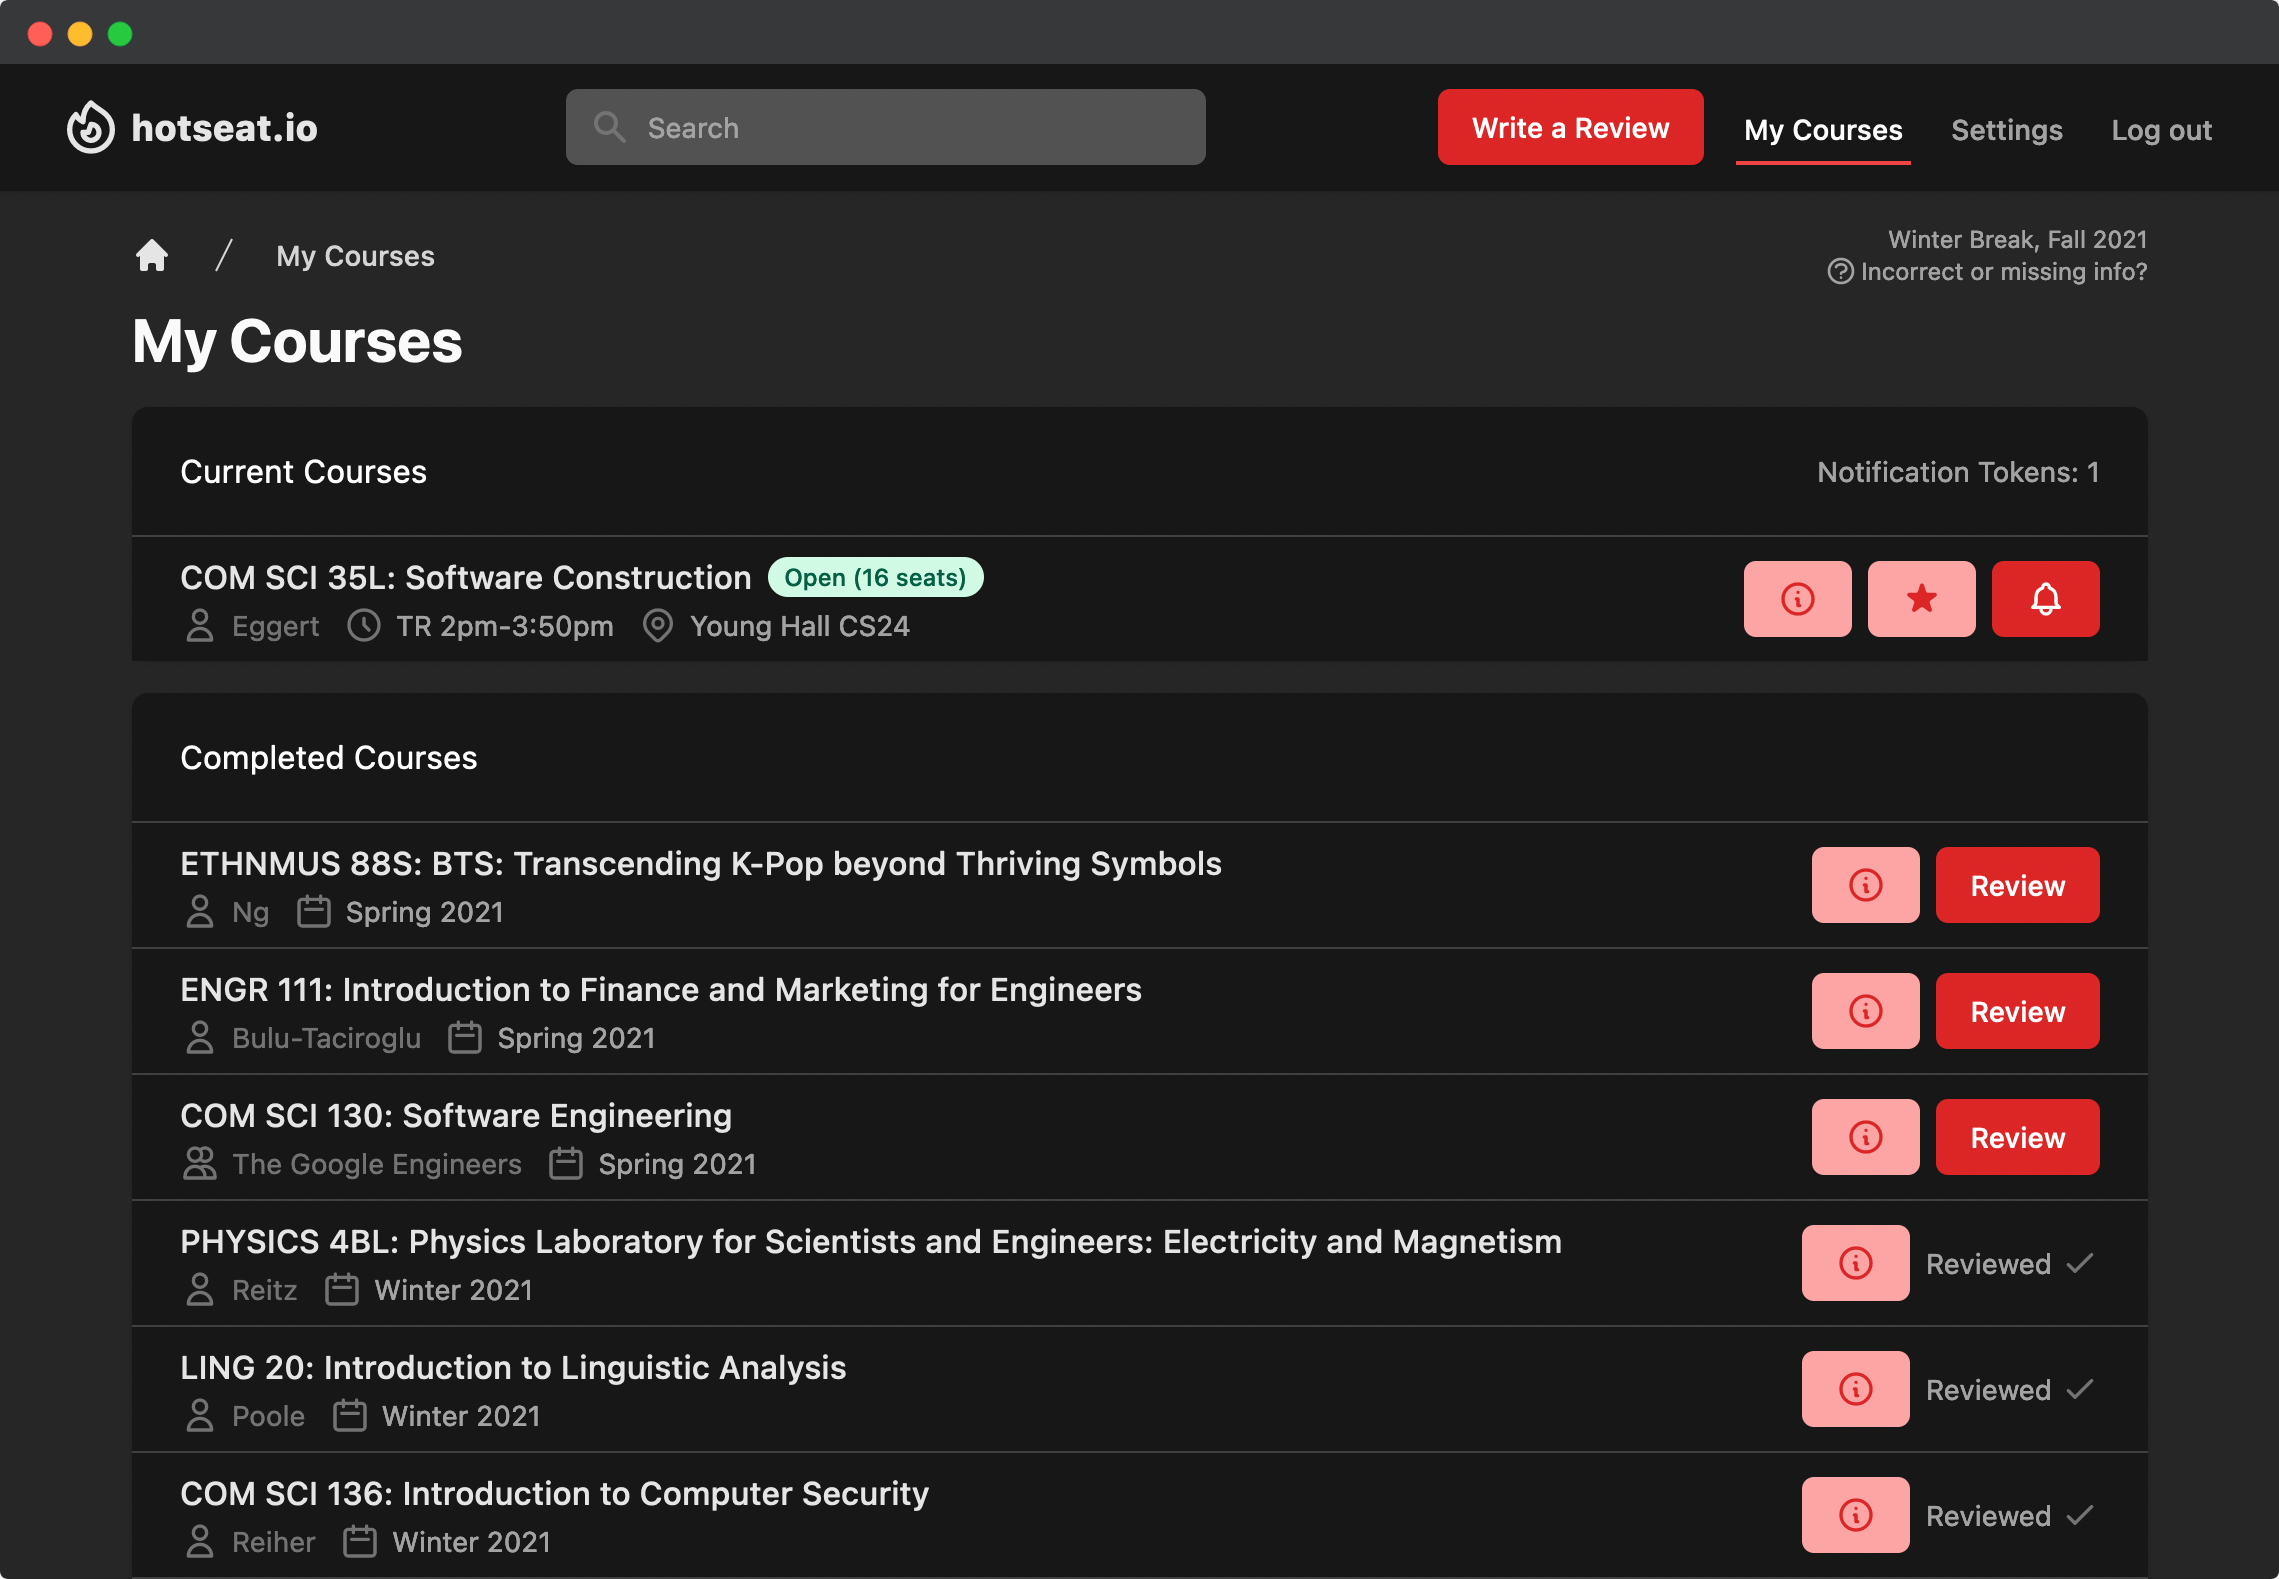 hotseat.io
Search
Write a Review
My Courses
Settings
Log out
/ My Courses
Winter Break, Fall 2021
Incorrect or missing info?
My Courses
Current Courses
Notification Tokens: 1
COM SCI 35L: Software Construction Open (16 seats)
Eggert TR 2pm-3:50pm Young Hall CS24
Completed Courses
ETHNMUS 88S: BTS: Transcending K-Pop beyond Thriving Symbols
Ng Spring 2021
Review
ENGR 111: Introduction to Finance and Marketing for Engineers
Bulu-Taciroglu Spring 2021
Review
COM SCI 130: Software Engineering
The Google Engineers Spring 2021
Review
PHYSICS 4BL: Physics Laboratory for Scientists and Engineers: Electricity and Magnetism
Reitz Winter 2021
Reviewed
LING 20: Introduction to Linguistic Analysis
Poole Winter 2021
Reviewed
COM SCI 136: Introduction to Computer Security
Reiher Winter 2021
Reviewed